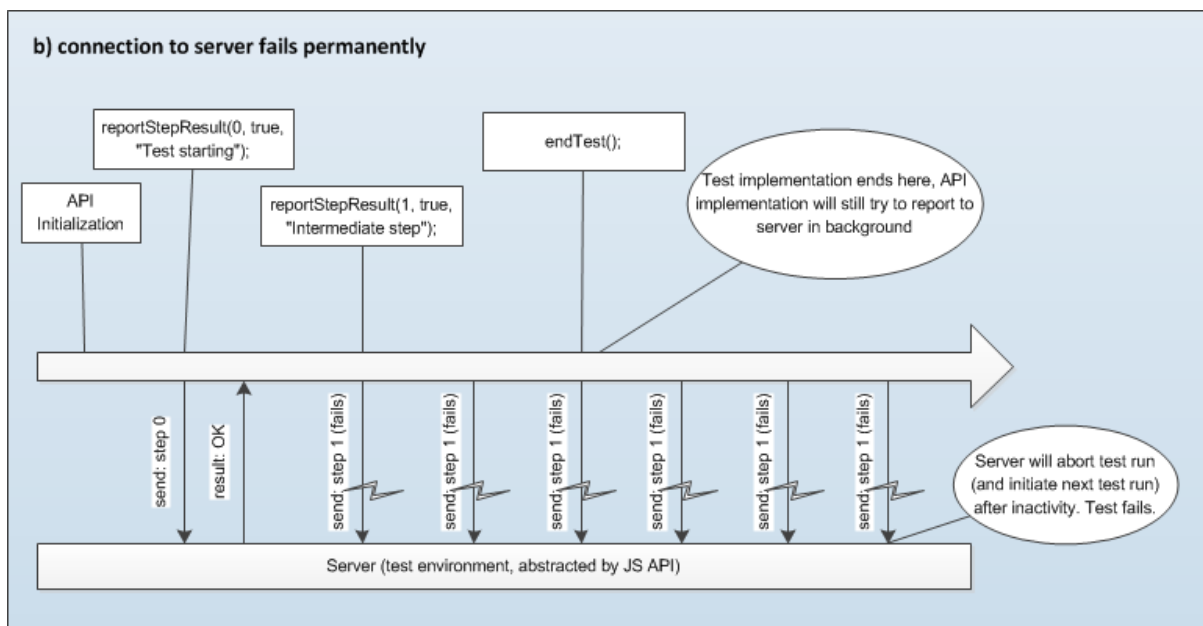 b) connection to server fails permanently
reportStepResult(0, true,
"Test starting");
API
Initialization
reportStepResult(1, true,
"Intermediate step");
endTest();
Test implementation ends here, API
implementation will still try to report to
server in background
send: step 0
result: OK
send: step 1 (fails)
send: step 1 (fails)
send: step 1 (fails)
send: step 1 (fails)
send: step 1 (fails)
send: step 1 (fails)
Server will abort test run
(and initiate next test run)
after inactivity. Test fails.
Server (test environment, abstracted by JS API)